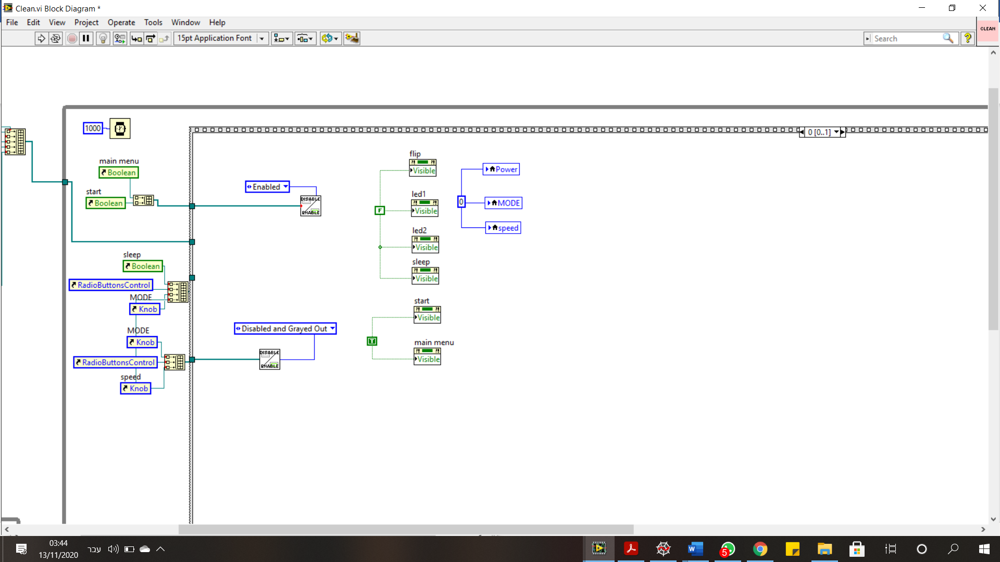 Clean.vi Block Diagram *
File Edit View Project Operate Tools Window Help
15pt Application Font
Search
CLEAN
1000
0 [0..1]
main menu
Boolean
start
Boolean
Enabled
DISABLE
ENABLE
flip
Visible
led1
Visible
led2
Visible
sleep
Visible
F
0
Power
MODE
speed
sleep
Boolean
RadioButtonsControl
MODE
Knob
MODE
Knob
RadioButtonsControl
speed
Knob
Disabled and Grayed Out
DISABLE
ENABLE
start
Visible
T
main menu
Visible
03:44
13/11/2020
עבר
5